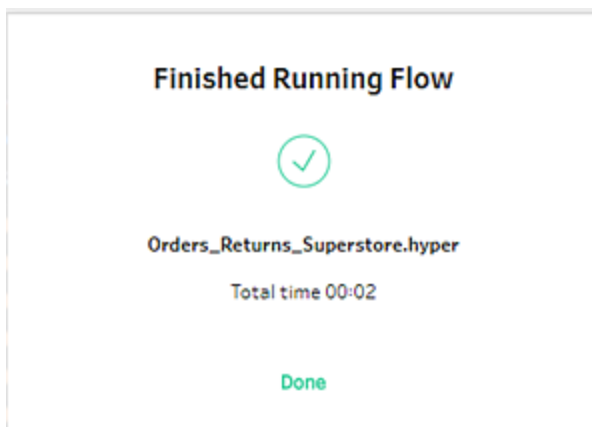 Finished Running Flow
Orders_Returns_Superstore.hyper
Total time 00:02
Done